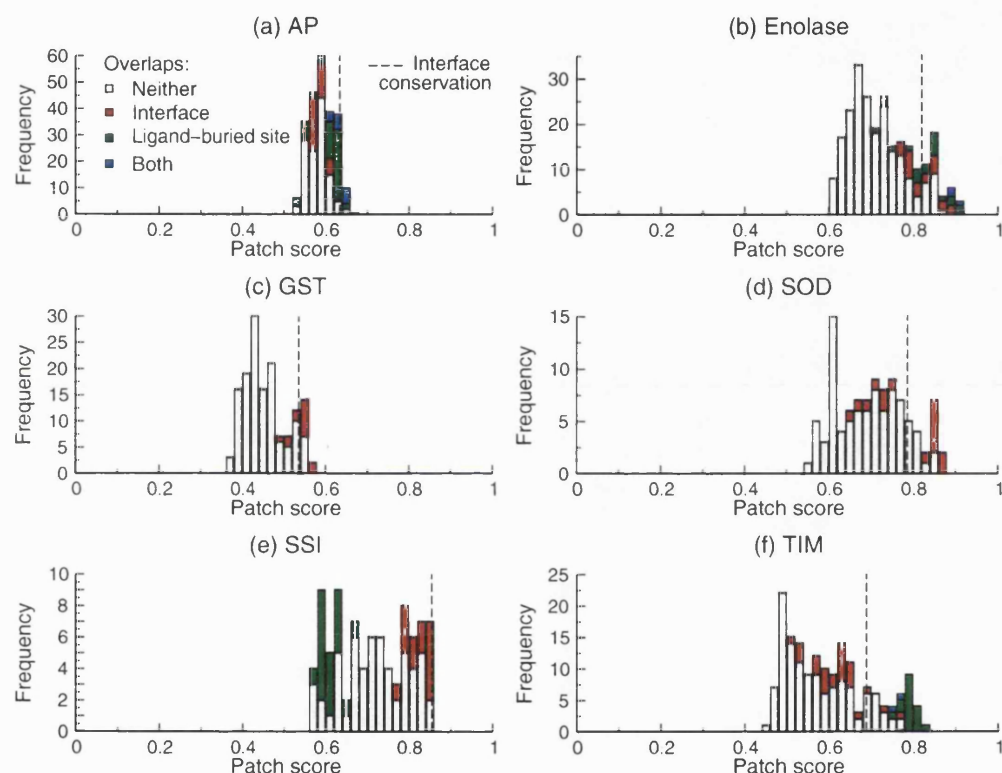 (a) AP
Overlaps:
Neither
Interface
Ligand-buried site
Both
Interface
conservation
Frequency
60
50
40
30
20
10
0
0 0.2 0.4 0.6 0.8 1
Patch score
(b) Enolase
Frequency
30
20
10
0
0 0.2 0.4 0.6 0.8 1
Patch score
(c) GST
Frequency
30
25
20
15
10
5
0
0 0.2 0.4 0.6 0.8 1
Patch score
(d) SOD
Frequency
15
10
5
0
0 0.2 0.4 0.6 0.8 1
Patch score
(e) SSI
Frequency
10
8
6
4
2
0
0 0.2 0.4 0.6 0.8 1
Patch score
(f) TIM
Frequency
25
20
15
10
5
0
0 0.2 0.4 0.6 0.8 1
Patch score